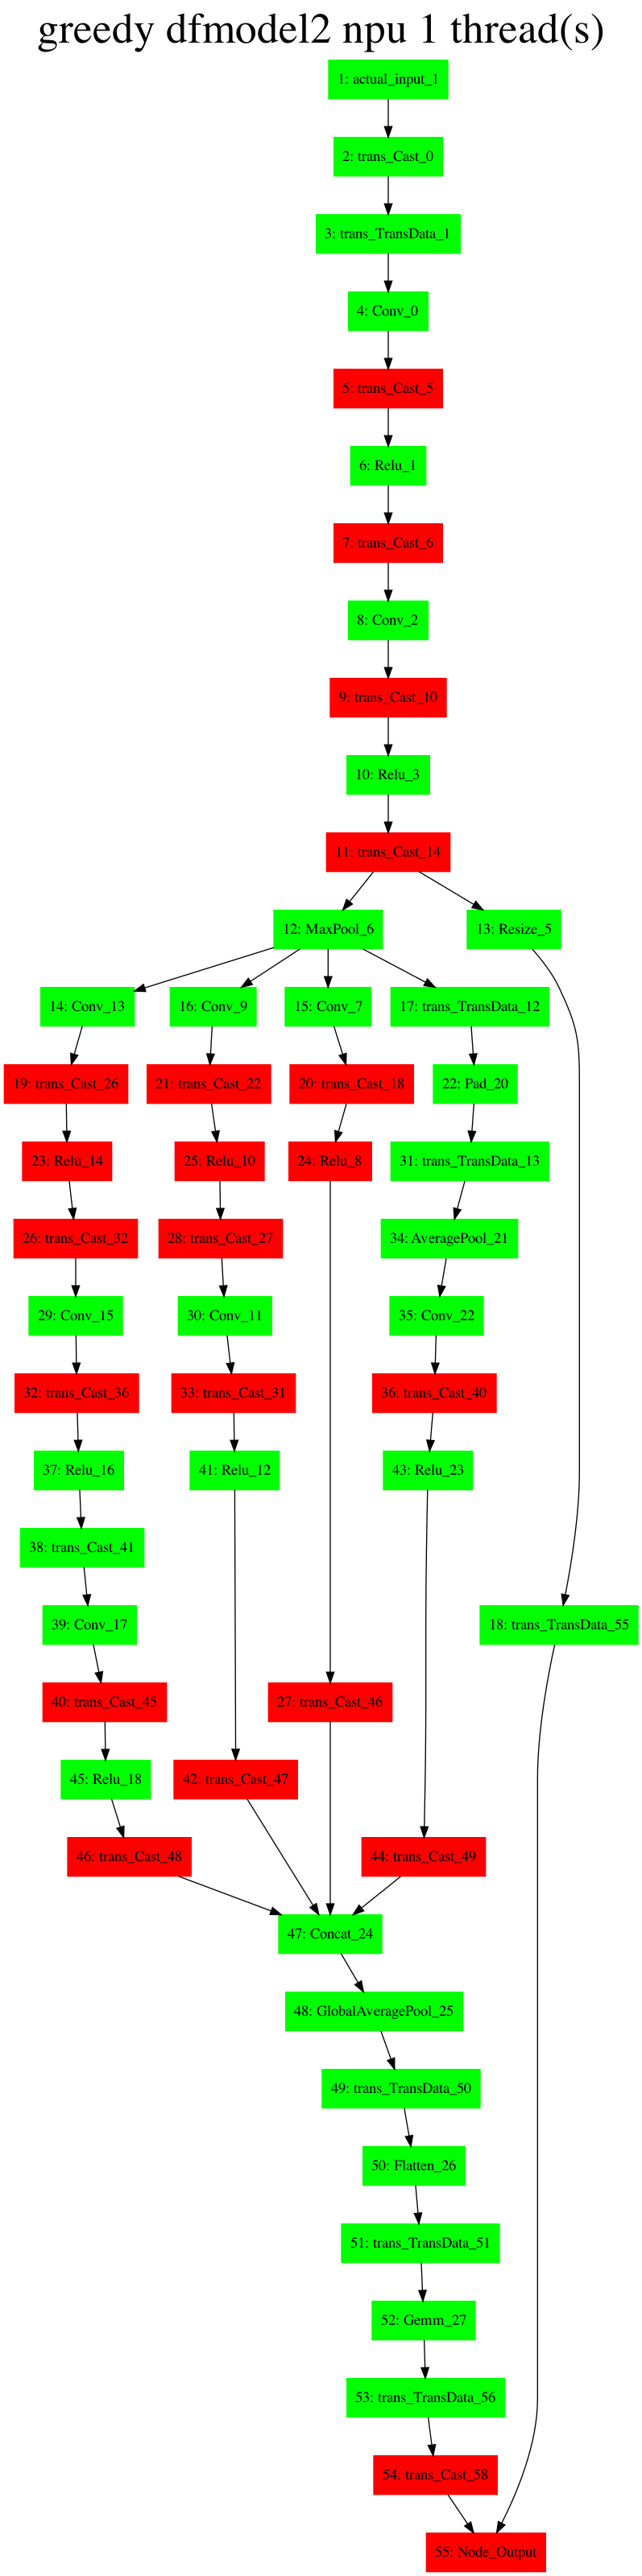 greedy dfmodel2 npu 1 thread(s)
1: actual_input_1
2: trans_Cast_0
3: trans_TransData_1
4: Conv_0
5: trans_Cast_5
6: Relu_1
7: trans_Cast_6
8: Conv_2
9: trans_Cast_10
10: Relu_3
11: trans_Cast_14
12: MaxPool_6
13: Resize_5
14: Conv_13
16: Conv_9
15: Conv_7
17: trans_TransData_12
19: trans_Cast_26
21: trans_Cast_22
20: trans_Cast_18
22: Pad_20
23: Relu_14
25: Relu_10
24: Relu_8
31: trans_TransData_13
26: trans_Cast_32
28: trans_Cast_27
34: AveragePool_21
29: Conv_15
30: Conv_11
35: Conv_22
32: trans_Cast_36
33: trans_Cast_31
36: trans_Cast_40
37: Relu_16
41: Relu_12
43: Relu_23
38: trans_Cast_41
39: Conv_17
18: trans_TransData_55
40: trans_Cast_45
27: trans_Cast_46
45: Relu_18
42: trans_Cast_47
46: trans_Cast_48
44: trans_Cast_49
47: Concat_24
48: GlobalAveragePool_25
49: trans_TransData_50
50: Flatten_26
51: trans_TransData_51
52: Gemm_27
53: trans_TransData_56
54: trans_Cast_58
55: Node_Output